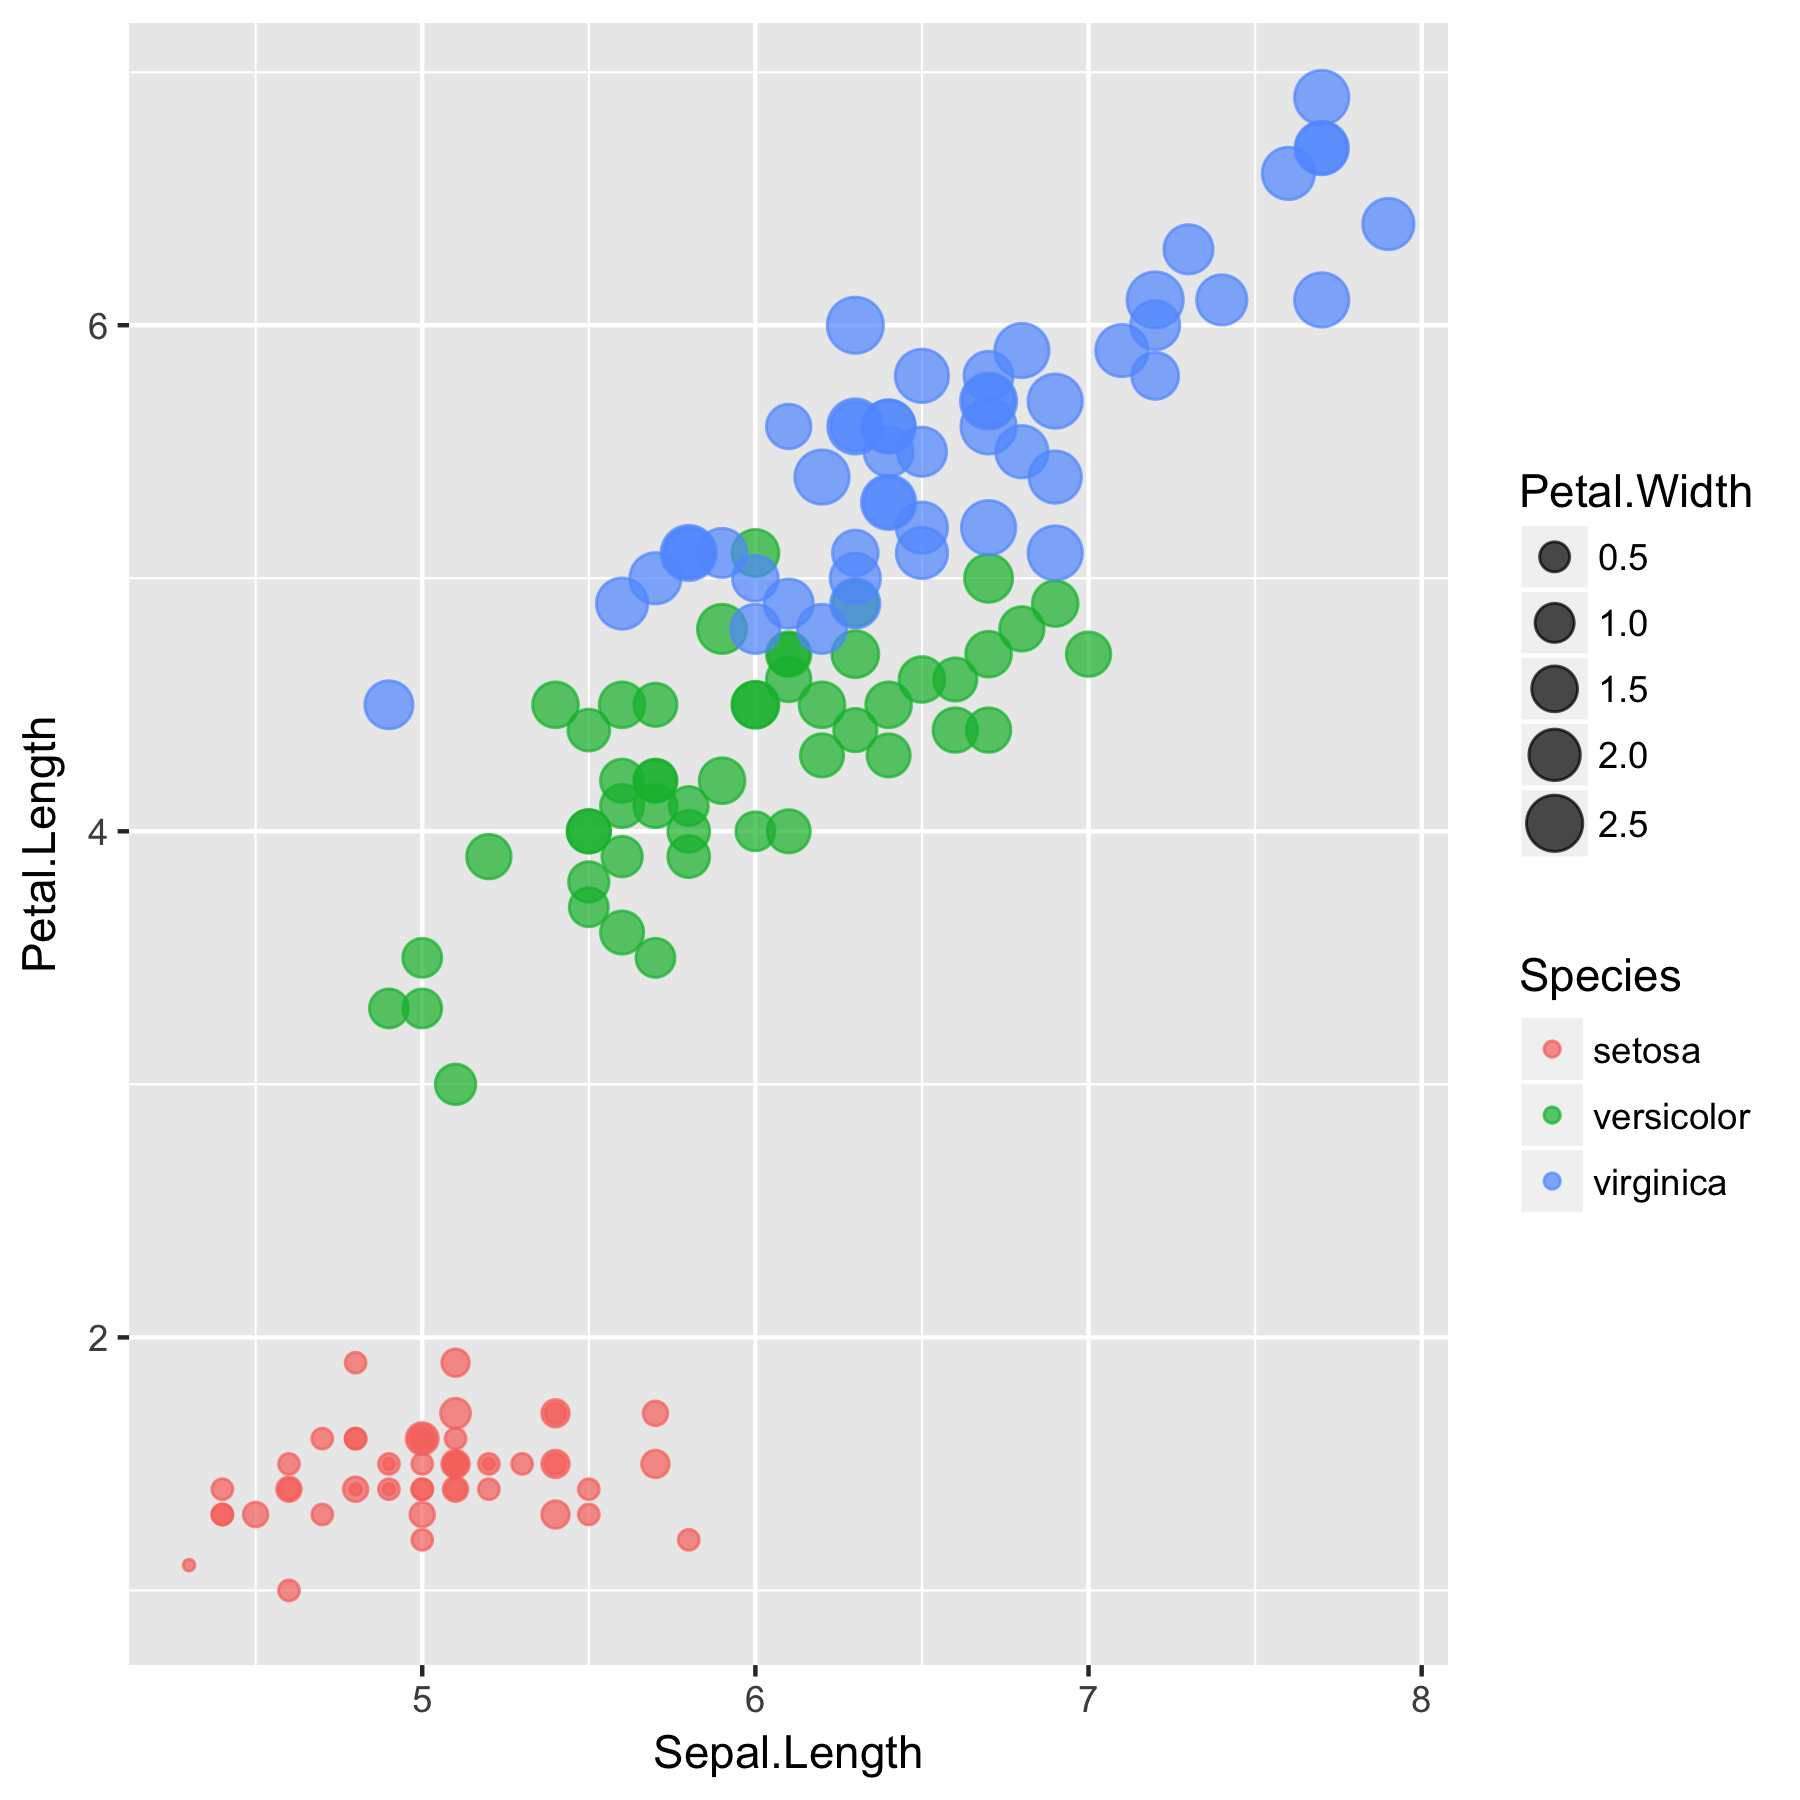 6
4
2
5 6 7 8
Sepal.Length
Petal.Length
Petal.Width
0.5
1.0
1.5
2.0
2.5
Species
setosa
versicolor
virginica